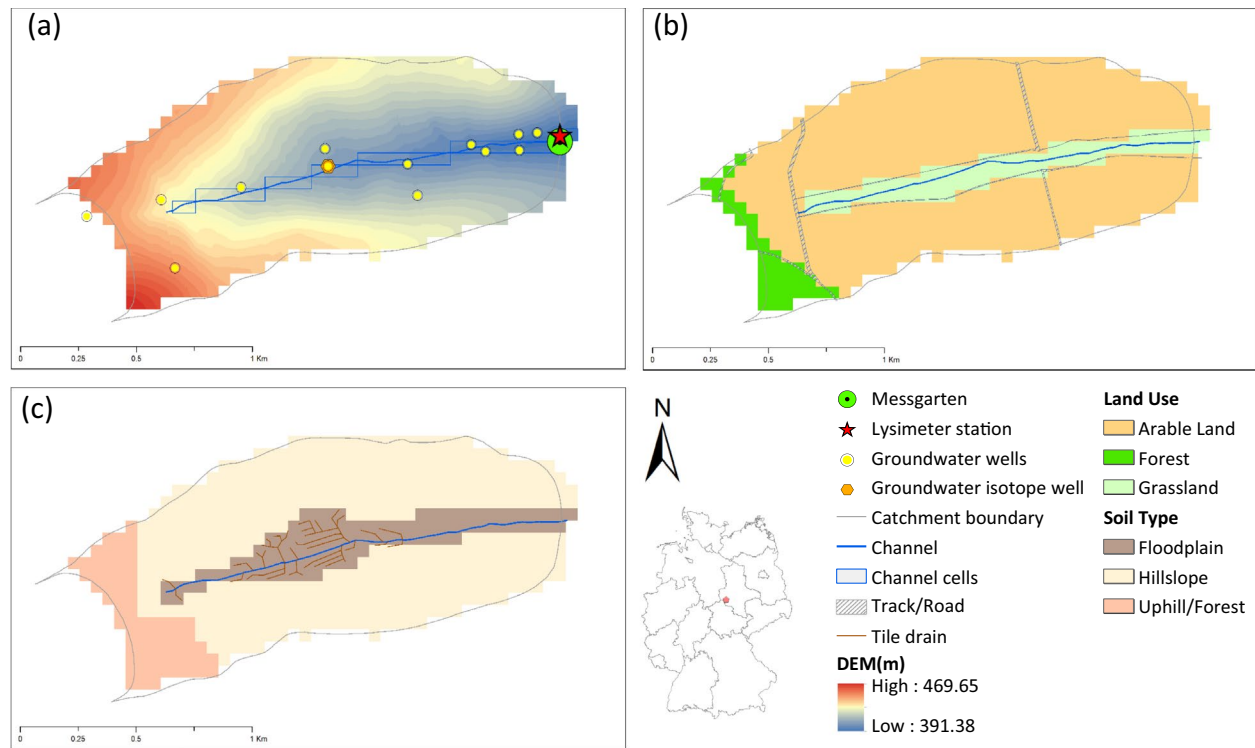 (a)
0 0.25 0.5 1 Km
(b)
0 0.25 0.5 1 Km
(c)
0 0.25 0.5 1 Km
N
Messgarten
Lysimeter station
Groundwater wells
Groundwater isotope well
Catchment boundary
Channel
Channel cells
Track/Road
Tile drain
DEM(m)
High : 469.65
Low : 391.38
Land Use
Arable Land
Forest
Grassland
Soil Type
Floodplain
Hillslope
Uphill/Forest